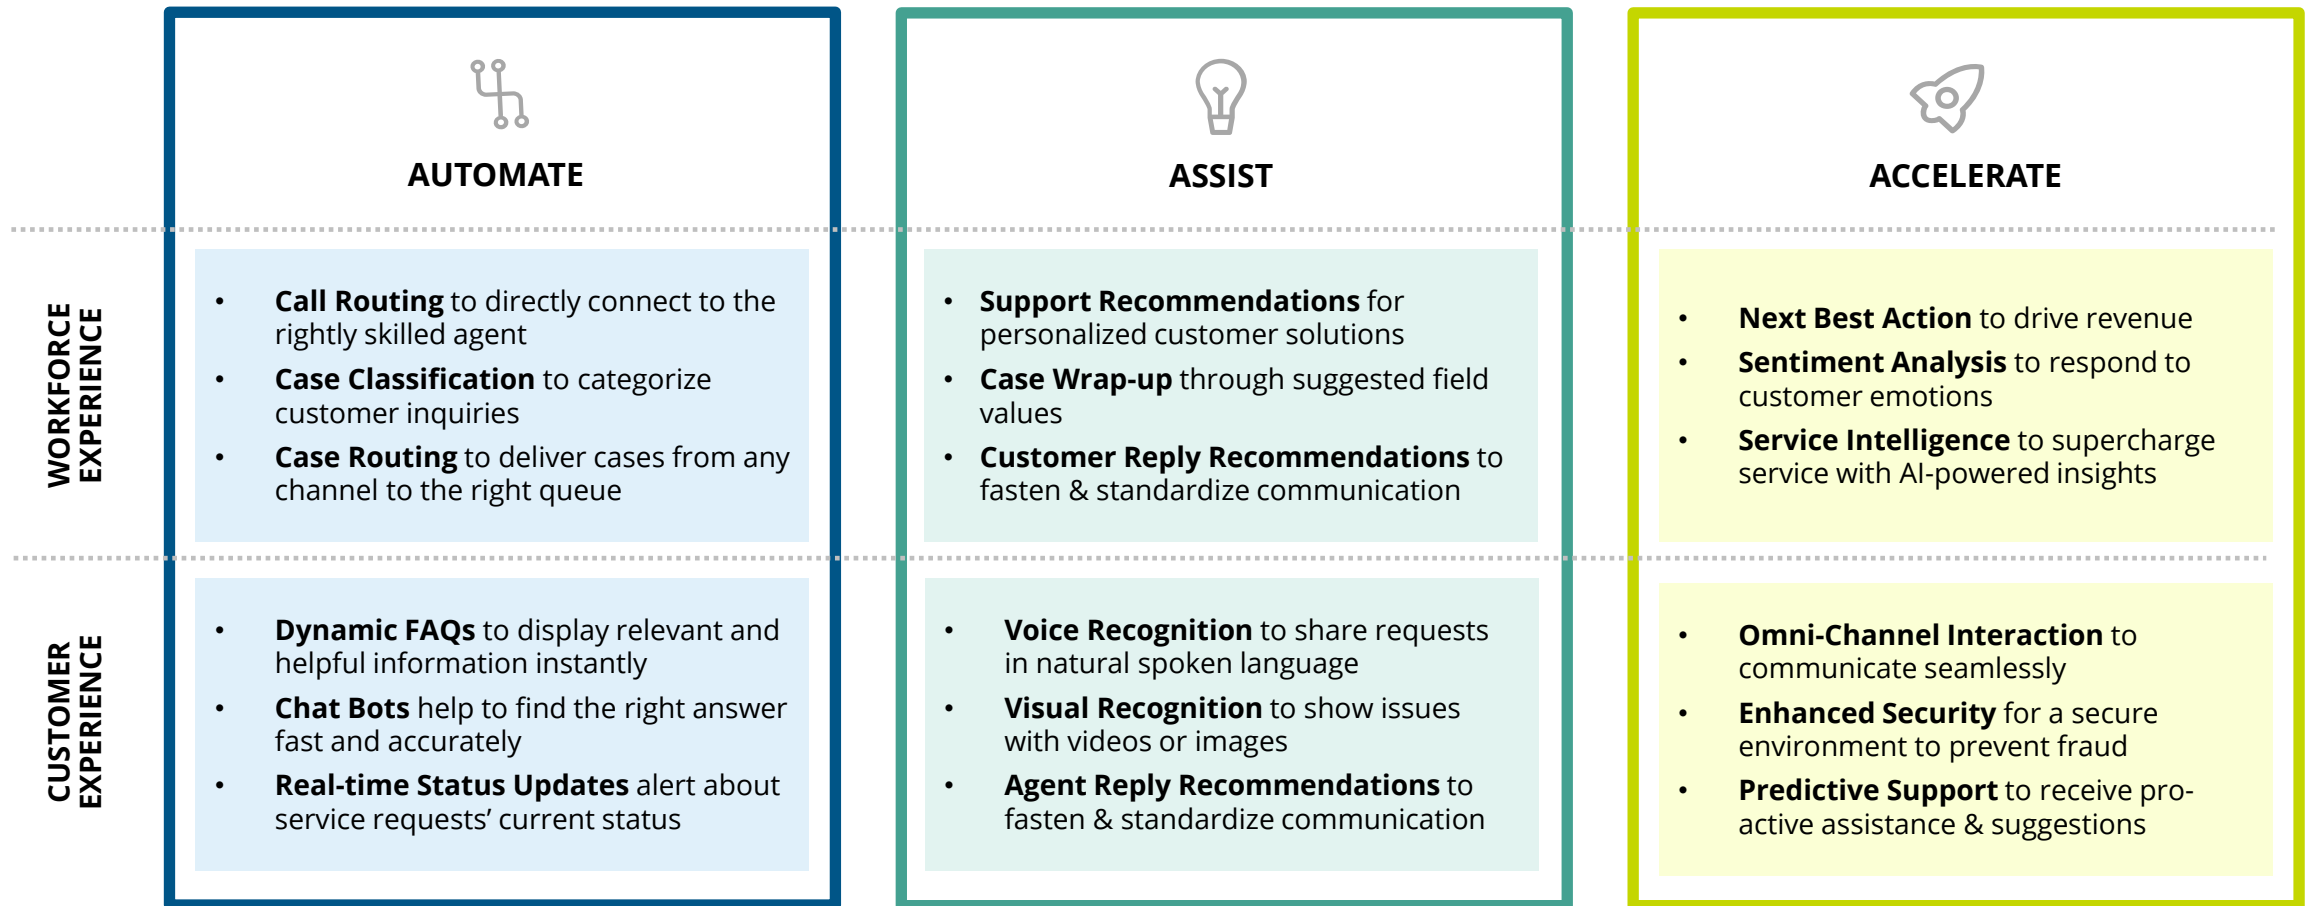 AUTOMATE
ASSIST
ACCELERATE
WORKFORCE
EXPERIENCE
• Call Routing to directly connect to the
rightly skilled agent
• Case Classification to categorize
customer inquiries
• Case Routing to deliver cases from any
channel to the right queue
• Support Recommendations for
personalized customer solutions
• Case Wrap-up through suggested field
values
• Customer Reply Recommendations to
fasten & standardize communication
• Next Best Action to drive revenue
• Sentiment Analysis to respond to
customer emotions
• Service Intelligence to supercharge
service with AI-powered insights
CUSTOMER
EXPERIENCE
• Dynamic FAQs to display relevant and
helpful information instantly
• Chat Bots help to find the right answer
fast and accurately
• Real-time Status Updates alert about
service requests’ current status
• Voice Recognition to share requests
in natural spoken language
• Visual Recognition to show issues
with videos or images
• Agent Reply Recommendations to
fasten & standardize communication
• Omni-Channel Interaction to
communicate seamlessly
• Enhanced Security for a secure
environment to prevent fraud
• Predictive Support to receive pro-
active assistance & suggestions